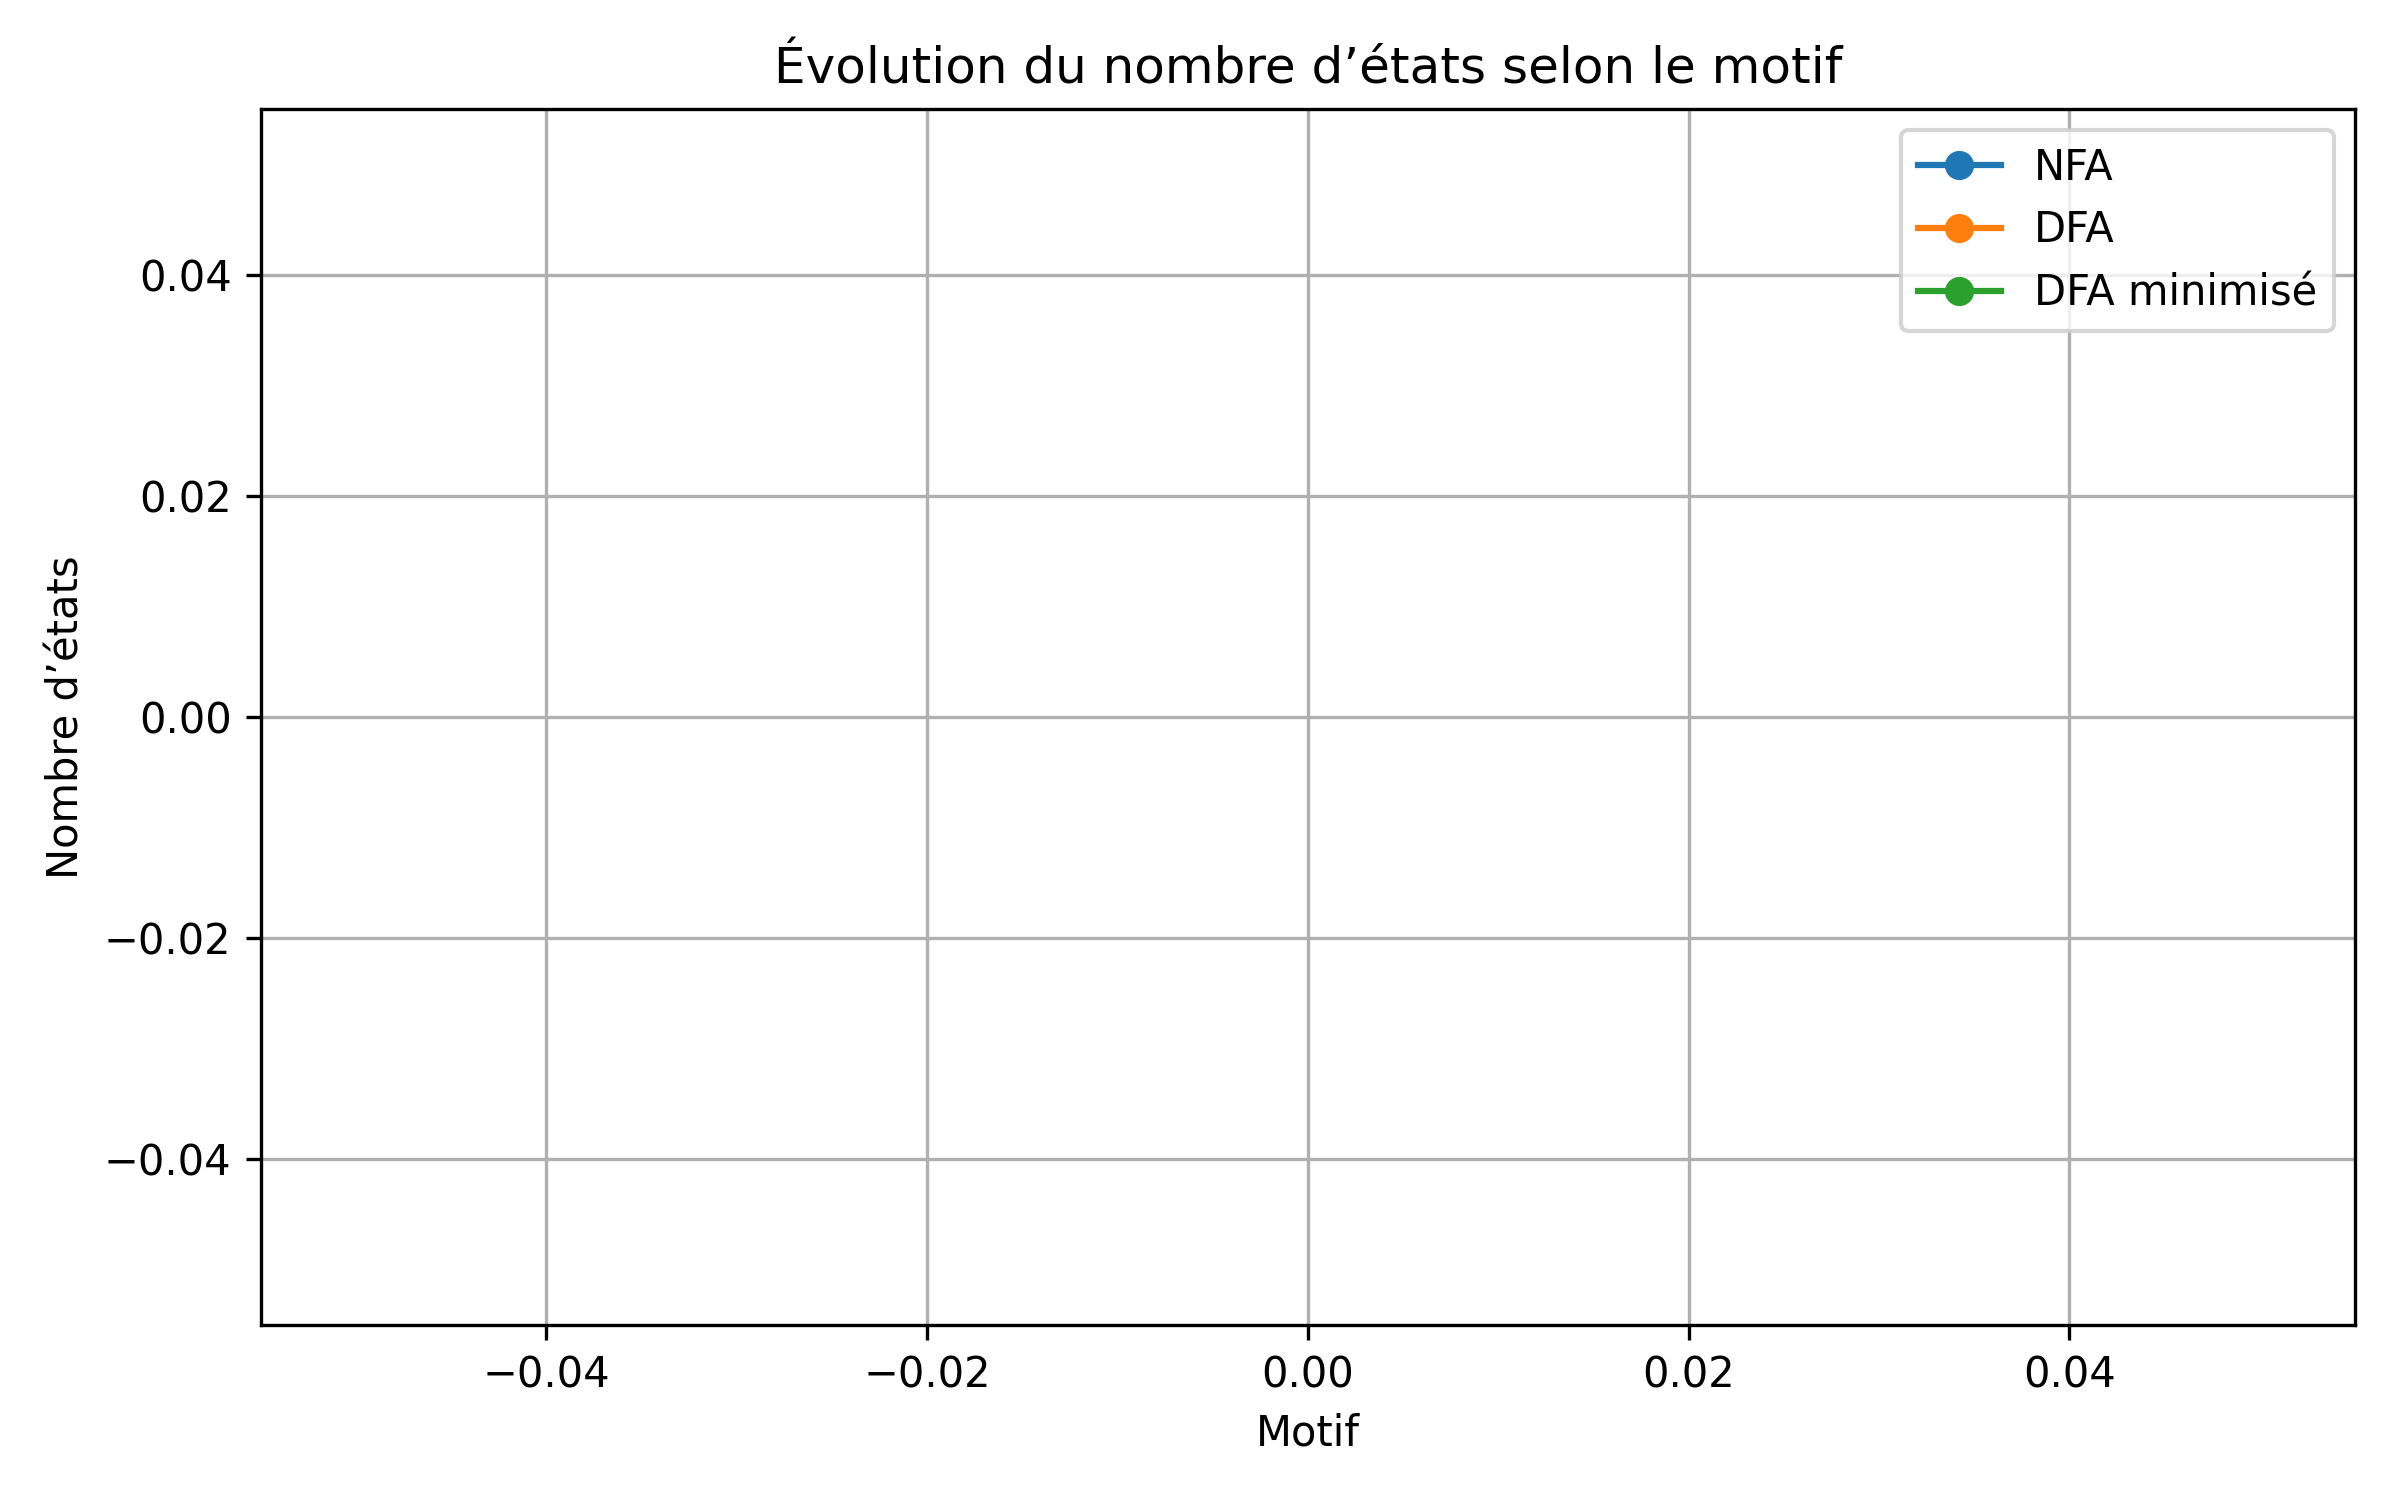 Évolution du nombre d’états selon le motif
NFA
DFA
DFA minimisé
Nombre d’états
0.04
0.02
0.00
−0.02
−0.04
−0.04
−0.02
0.00
0.02
0.04
Motif